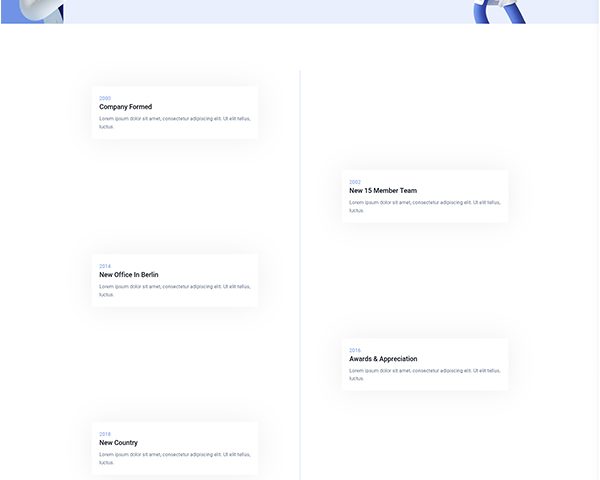 2000
Company Formed
Lorem ipsum dolor sit amet, consectetur adipiscing elit. Ut elit tellus,
luctus.
2002
New 15 Member Team
Lorem ipsum dolor sit amet, consectetur adipiscing elit. Ut elit tellus,
luctus.
2014
New Office In Berlin
Lorem ipsum dolor sit amet, consectetur adipiscing elit. Ut elit tellus,
luctus.
2016
Awards & Appreciation
Lorem ipsum dolor sit amet, consectetur adipiscing elit. Ut elit tellus,
luctus.
2018
New Country
Lorem ipsum dolor sit amet, consectetur adipiscing elit. Ut elit tellus,
luctus.